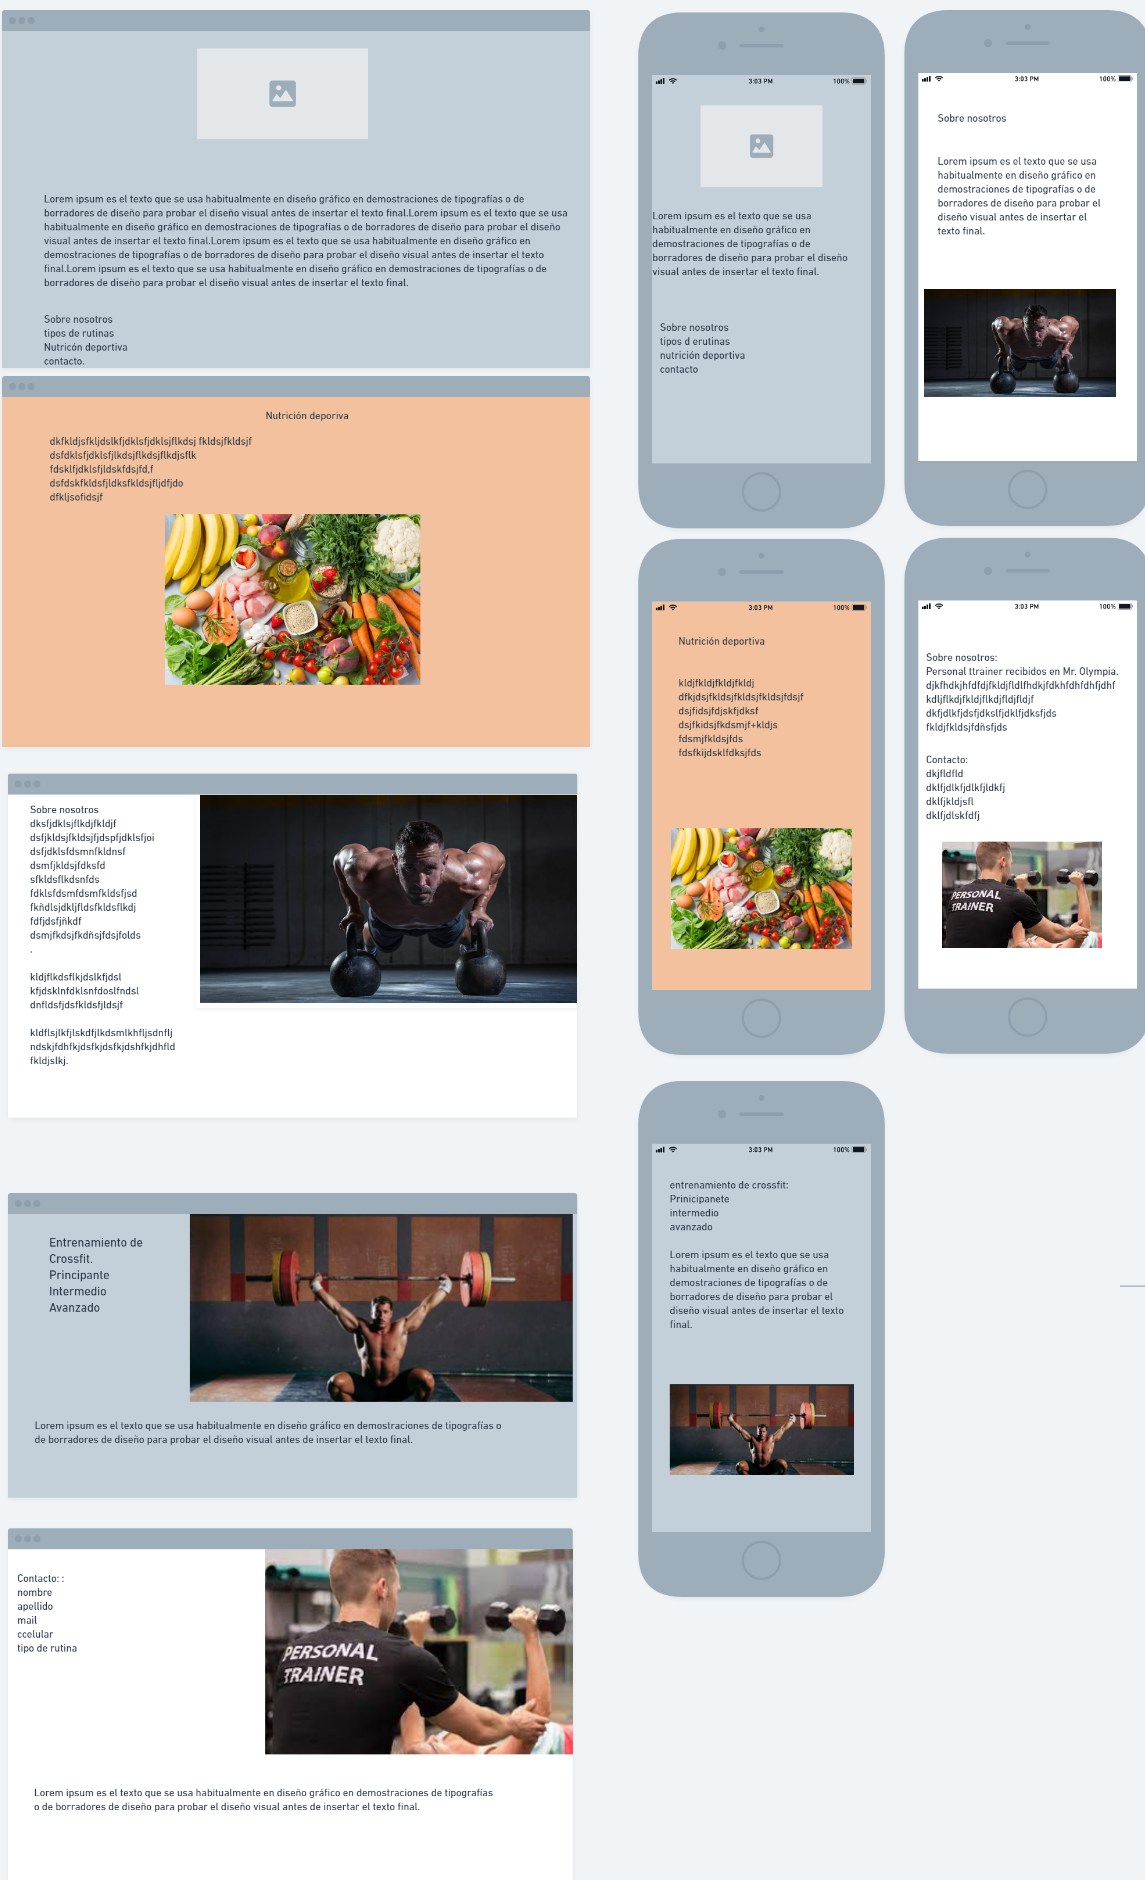 Lorem ipsum es el texto que se usa habitualmente en diseño gráfico en demostraciones de tipografías o de
borradores de diseño para probar el diseño visual antes de insertar el texto final.Lorem ipsum es el texto que se usa
habitualmente en diseño gráfico en demostraciones de tipografías o de borradores de diseño para probar el diseño
visual antes de insertar el texto final.Lorem ipsum es el texto que se usa habitualmente en diseño gráfico en
demostraciones de tipografías o de borradores de diseño para probar el diseño visual antes de insertar el texto
final.Lorem ipsum es el texto que se usa habitualmente en diseño gráfico en demostraciones de tipografías o de
borradores de diseño para probar el diseño visual antes de insertar el texto final.
Sobre nosotros
tipos de rutinas
Nutricón deportiva
contacto.
Nutrición deporiva
dkfkldjsfkljdslkfjdklsfjdklsjflkdsj fkldsjfkldsjf
dsfdklsfjdklsfjlkdsjflkdsjflkdjsflk
fdsklfjdklsfjldskfdsjfd,f
dsfdskfkldsfjldksfkldsjfljdfjdo
dfkljsofidsjf
Sobre nosotros
dksfjdklsjflkdjfkldjf
dsfjkldsjfkldsjfjdspfjdklsfjoi
dsfjdklsfdsmnfkldnsf
dsmfjkldsjfdksfd
sfkldsflkdsnfds
fdklsfdsmfdsmfkldsfjsd
fkñdlsjdkljfldsfkldsflkdj
fdfjdsfjñkdf
dsmjfkdsjfkdñsjfdsjfolds
.
kldjflkdsflkjdslkfjdsl
kfjdsklnfdklsnfdoslfndsl
dnfldsfjdsfkldsfjldsjf
kldflsjlkfjlskdfjlkdsmlkhfljsdnflj
ndskjfdhfkjdsfkjdsfkjdshfkjdhfld
fkldjslkj.
Entrenamiento de
Crossfit.
Principante
Intermedio
Avanzado
Lorem ipsum es el texto que se usa habitualmente en diseño gráfico en demostraciones de tipografías o
de borradores de diseño para probar el diseño visual antes de insertar el texto final.
Contacto: :
nombre
apellido
mail
ccelular
tipo de rutina
PERSONAL
TRAINER
Lorem ipsum es el texto que se usa habitualmente en diseño gráfico en demostraciones de tipografías
o de borradores de diseño para probar el diseño visual antes de insertar el texto final.
3:03 PM 100%
Lorem ipsum es el texto que se usa
habitualmente en diseño gráfico en
demostraciones de tipografías o de
borradores de diseño para probar el diseño
visual antes de insertar el texto final.
Sobre nosotros
tipos d erutinas
nutrición deportiva
contacto
3:03 PM 100%
Sobre nosotros
Lorem ipsum es el texto que se usa
habitualmente en diseño gráfico en
demostraciones de tipografías o de
borradores de diseño para probar el
diseño visual antes de insertar el
texto final.
3:03 PM 100%
Nutrición deportiva
kldjfkldjfkldjfkldj
dfkjdsjfkldsjfkldsjfkldsjfdsjf
dsjfidsjfdjskfjdksf
dsjfkidsjfkdsmjf+kldjs
fdsmjfkldsjfds
fdsfkijdsklfdksjfds
3:03 PM 100%
Sobre nosotros:
Personal ttrainer recibidos en Mr. Olympia.
djkfhdkjhfdfdjfkldjfldlfhdkjfdkhfdhfdhfjdhf
kdljflkdjfkldjflkdjfldjfldjf
dkfjdlkfjdsfjdkslfjdklfjdksfjds
fkldjfkldsjfdñsfjds
Contacto:
dkjfldfld
dklfjdlkfjdlkfjldkfj
dklfjkldjsfl
dklfjdlskfdfj
PERSONAL
TRAINER
3:03 PM 100%
entrenamiento de crossfit:
Prinicipanete
intermedio
avanzado
Lorem ipsum es el texto que se usa
habitualmente en diseño gráfico en
demostraciones de tipografías o de
borradores de diseño para probar el
diseño visual antes de insertar el texto
final.